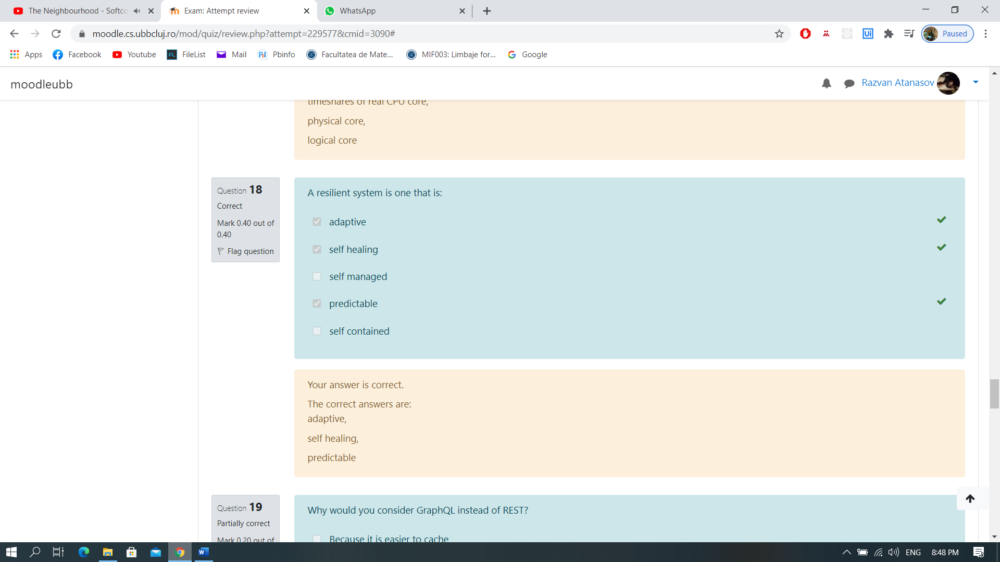 The Neighbourhood - Softco
Exam: Attempt review
WhatsApp
moodle.cs.ubbcluj.ro/mod/quiz/review.php?attempt=229577&cmid=3090#
Paused
Apps
Facebook
Youtube
FL
FileList
Mail
Pbinfo
Facultatea de Mate...
MIF003: Limbaje for...
Google
moodleubb
Razvan Atanasov
timeshares of real CPU core,
physical core,
logical core
Question 18
Correct
Mark 0.40 out of
0.40
Flag question
A resilient system is one that is:
adaptive
self healing
self managed
predictable
self contained
Your answer is correct.
The correct answers are:
adaptive,
self healing,
predictable
Question 19
Partially correct
Mark 0.20 out of
Why would you consider GraphQL instead of REST?
Because it is easier to cache
ENG
8:48 PM